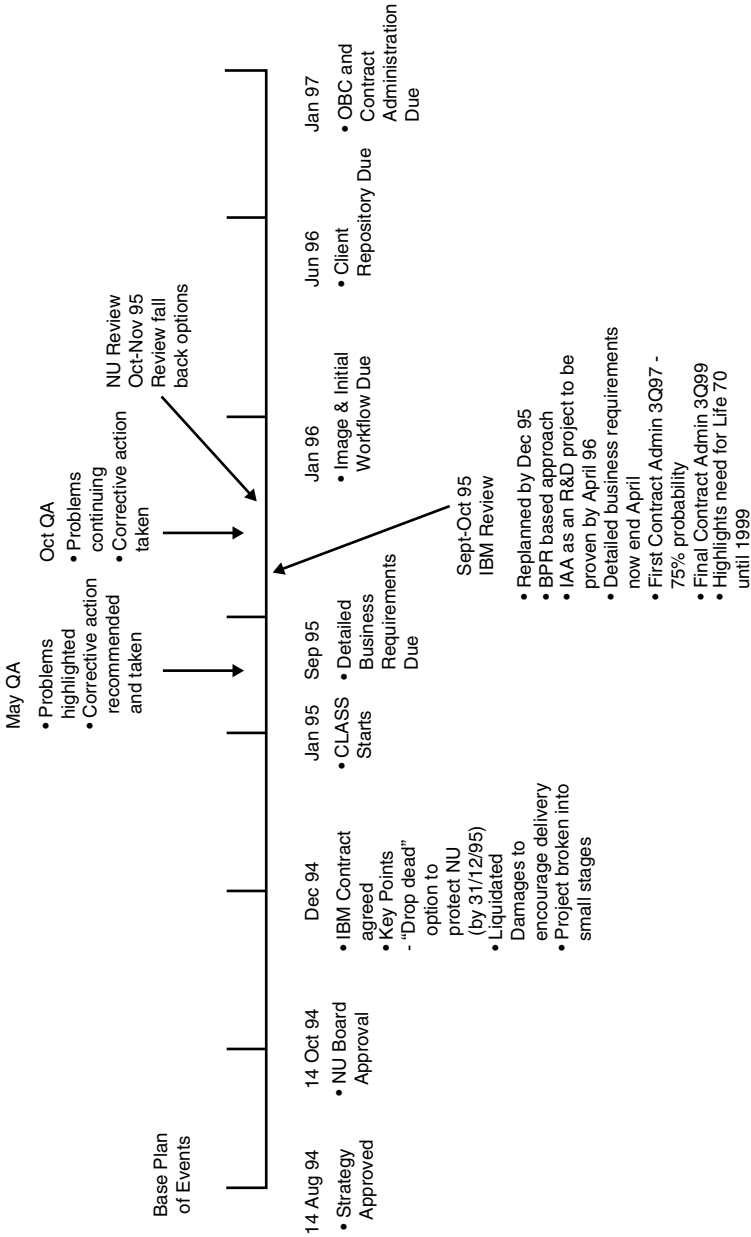 Base Plan
of Events
May QA
• Problems
highlighted
• Corrective action
recommended
and taken
Oct QA
• Problems
continuing
• Corrective action
taken
NU Review
Oct-Nov 95
Review fall
back options
14 Aug 94
• Strategy
Approved
14 Oct 94
• NU Board
Approval
Dec 94
• IBM Contract
agreed
• Key Points
- “Drop dead”
option to
protect NU
(by 31/12/95)
• Liquidated
Damages to
encourage delivery
• Project broken into
small stages
Jan 95
• CLASS
Starts
Sep 95
• Detailed
Business
Requirements
Due
Jan 96
• Image & Initial
Workflow Due
Jun 96
• Client
Repository Due
Jan 97
• OBC and
Contract
Administration
Due
Sept-Oct 95
IBM Review
• Replanned by Dec 95
• BPR based approach
• IAA as an R&D project to be
proven by April 96
• Detailed business requirements
now end April
• First Contract Admin 3Q97 -
75% probability
• Final Contract Admin 3Q99
• Highlights need for Life 70
until 1999